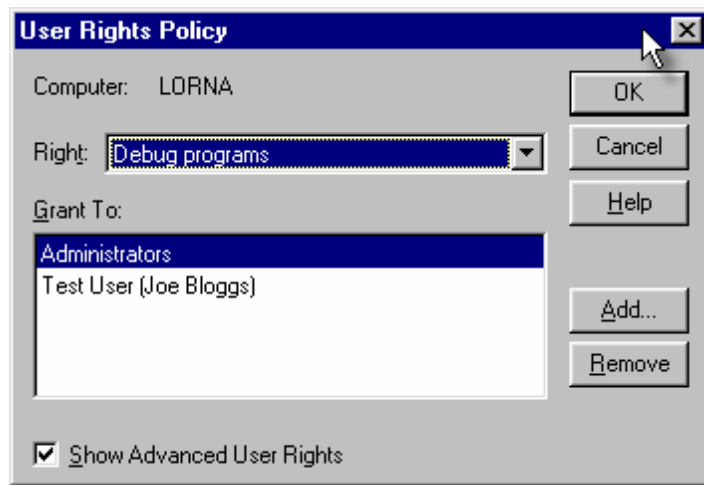 User Rights Policy
Computer: LORNA
OK
Right: Debug programs
Cancel
Grant To:
Help
Administrators
Test User (Joe Bloggs)
Add...
Remove
Show Advanced User Rights